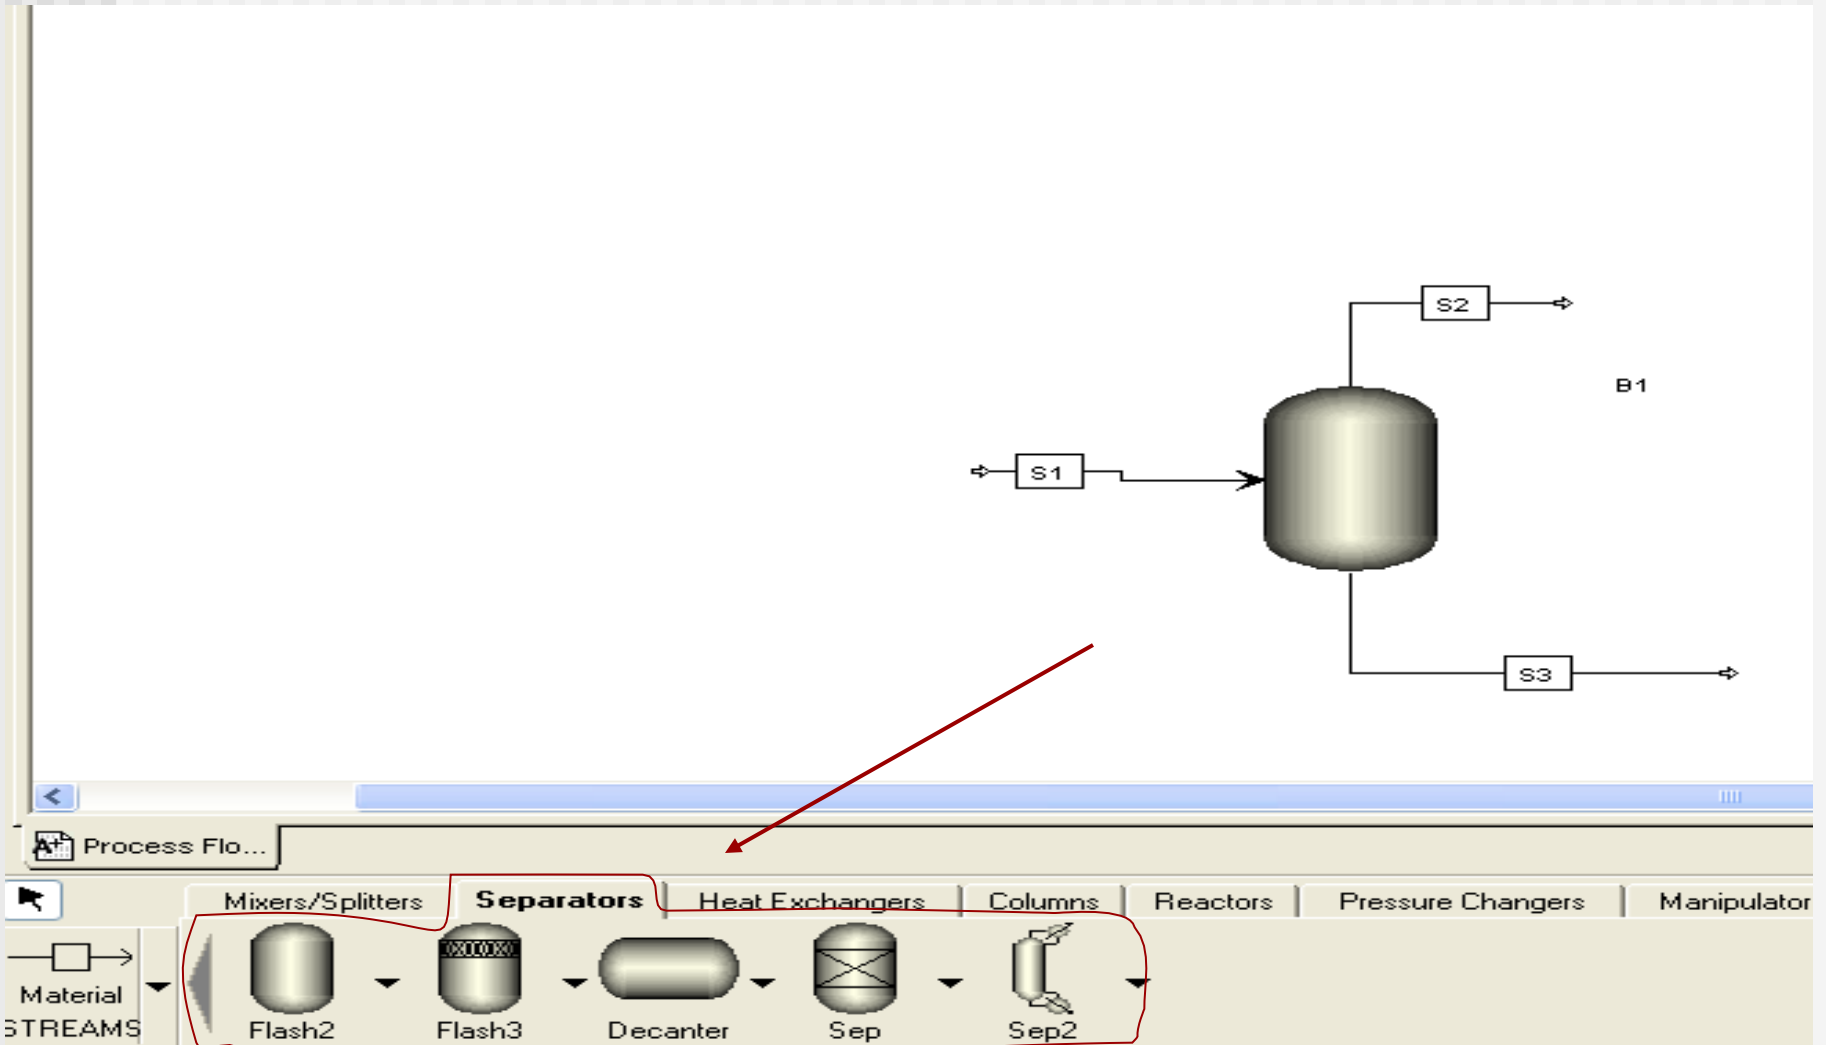 S2
B1
S1
S3
A+ Process Flo...
Mixers/Splitters Separators Heat Exchangers Columns Reactors Pressure Changers Manipulator
Material
STREAMS
Flash2 Flash3 Decanter Sep Sep2